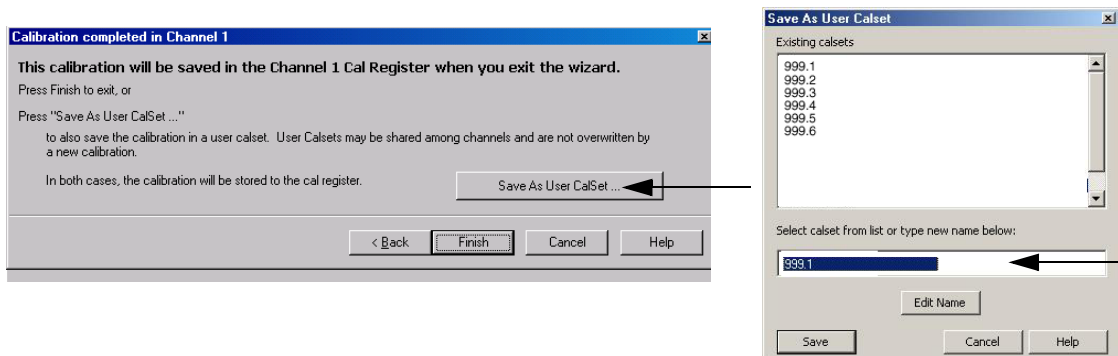 Calibration completed in Channel 1
This calibration will be saved in the Channel 1 Cal Register when you exit the wizard.
Press Finish to exit, or
Press "Save As User CalSet ..."
to also save the calibration in a user calset. User Calsets may be shared among channels and are not overwritten by
a new calibration.
In both cases, the calibration will be stored to the cal register.
Save As User CalSet ...
< Back
Finish
Cancel
Help
Save As User Calset
Existing calsets
999.1
999.2
999.3
999.4
999.5
999.6
Select calset from list or type new name below:
999.1
Edit Name
Save
Cancel
Help